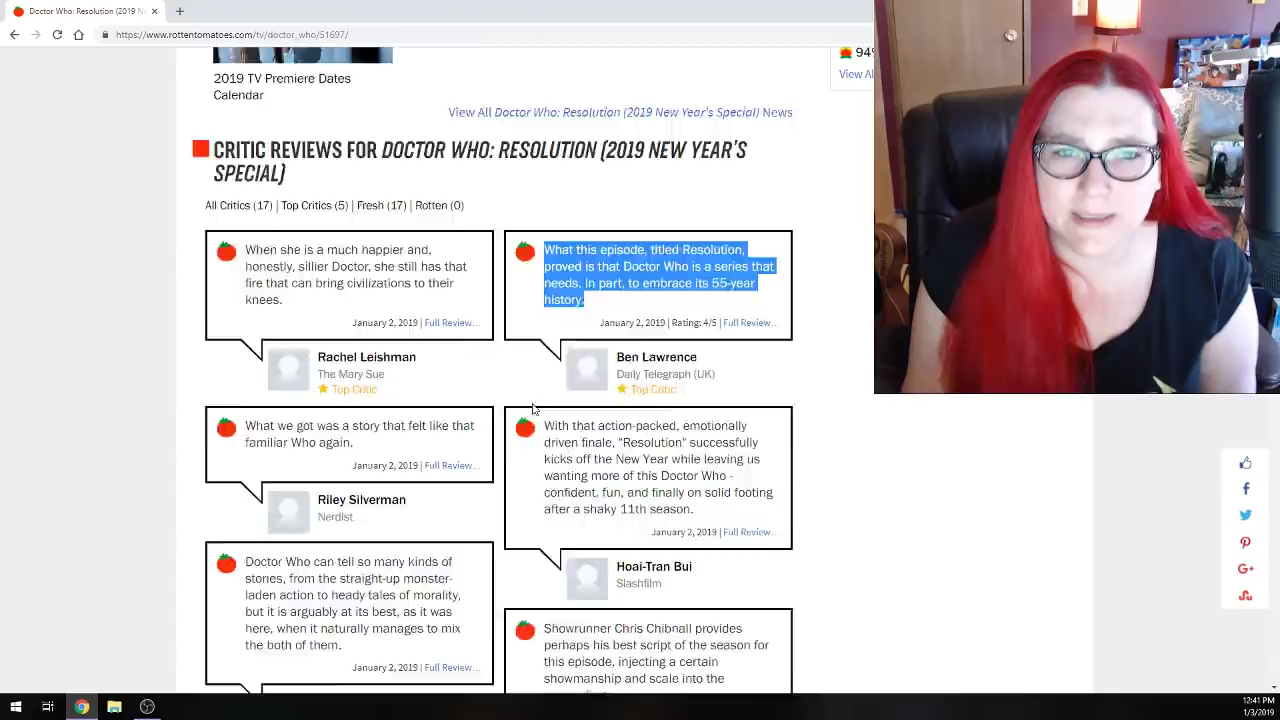 Doctor Who: Resolution (2019 N
https://www.rottentomatoes.com/tv/doctor_who/51697/
2019 TV Premiere Dates
Calendar
94%
View Al
View All Doctor Who: Resolution (2019 New Year's Special) News
CRITIC REVIEWS FOR DOCTOR WHO: RESOLUTION (2019 NEW YEAR'S
SPECIAL)
All Critics (17) | Top Critics (5) | Fresh (17) | Rotten (0)
When she is a much happier and,
honestly, sillier Doctor, she still has that
fire that can bring civilizations to their
knees.
January 2, 2019 | Full Review...
Rachel Leishman
The Mary Sue
Top Critic
What this episode, titled Resolution,
proved is that Doctor Who is a series that
needs. In part, to embrace its 55-year
history.
January 2, 2019 | Rating: 4/5 | Full Review...
Ben Lawrence
Daily Telegraph (UK)
Top Critic
What we got was a story that felt like that
familiar Who again.
January 2, 2019 | Full Review...
Riley Silverman
Nerdist
With that action-packed, emotionally
driven finale, "Resolution" successfully
kicks off the New Year while leaving us
wanting more of this Doctor Who -
confident, fun, and finally on solid footing
after a shaky 11th season.
January 2, 2019 | Full Review...
Hoai-Tran Bui
Slashfilm
Doctor Who can tell so many kinds of
stories, from the straight-up monster-
laden action to heady tales of morality,
but it is arguably at its best, as it was
here, when it naturally manages to mix
the both of them.
January 2, 2019 | Full Review...
Showrunner Chris Chibnall provides
perhaps his best script of the season for
this episode, injecting a certain
showmanship and scale into the
12:41 PM
1/3/2019